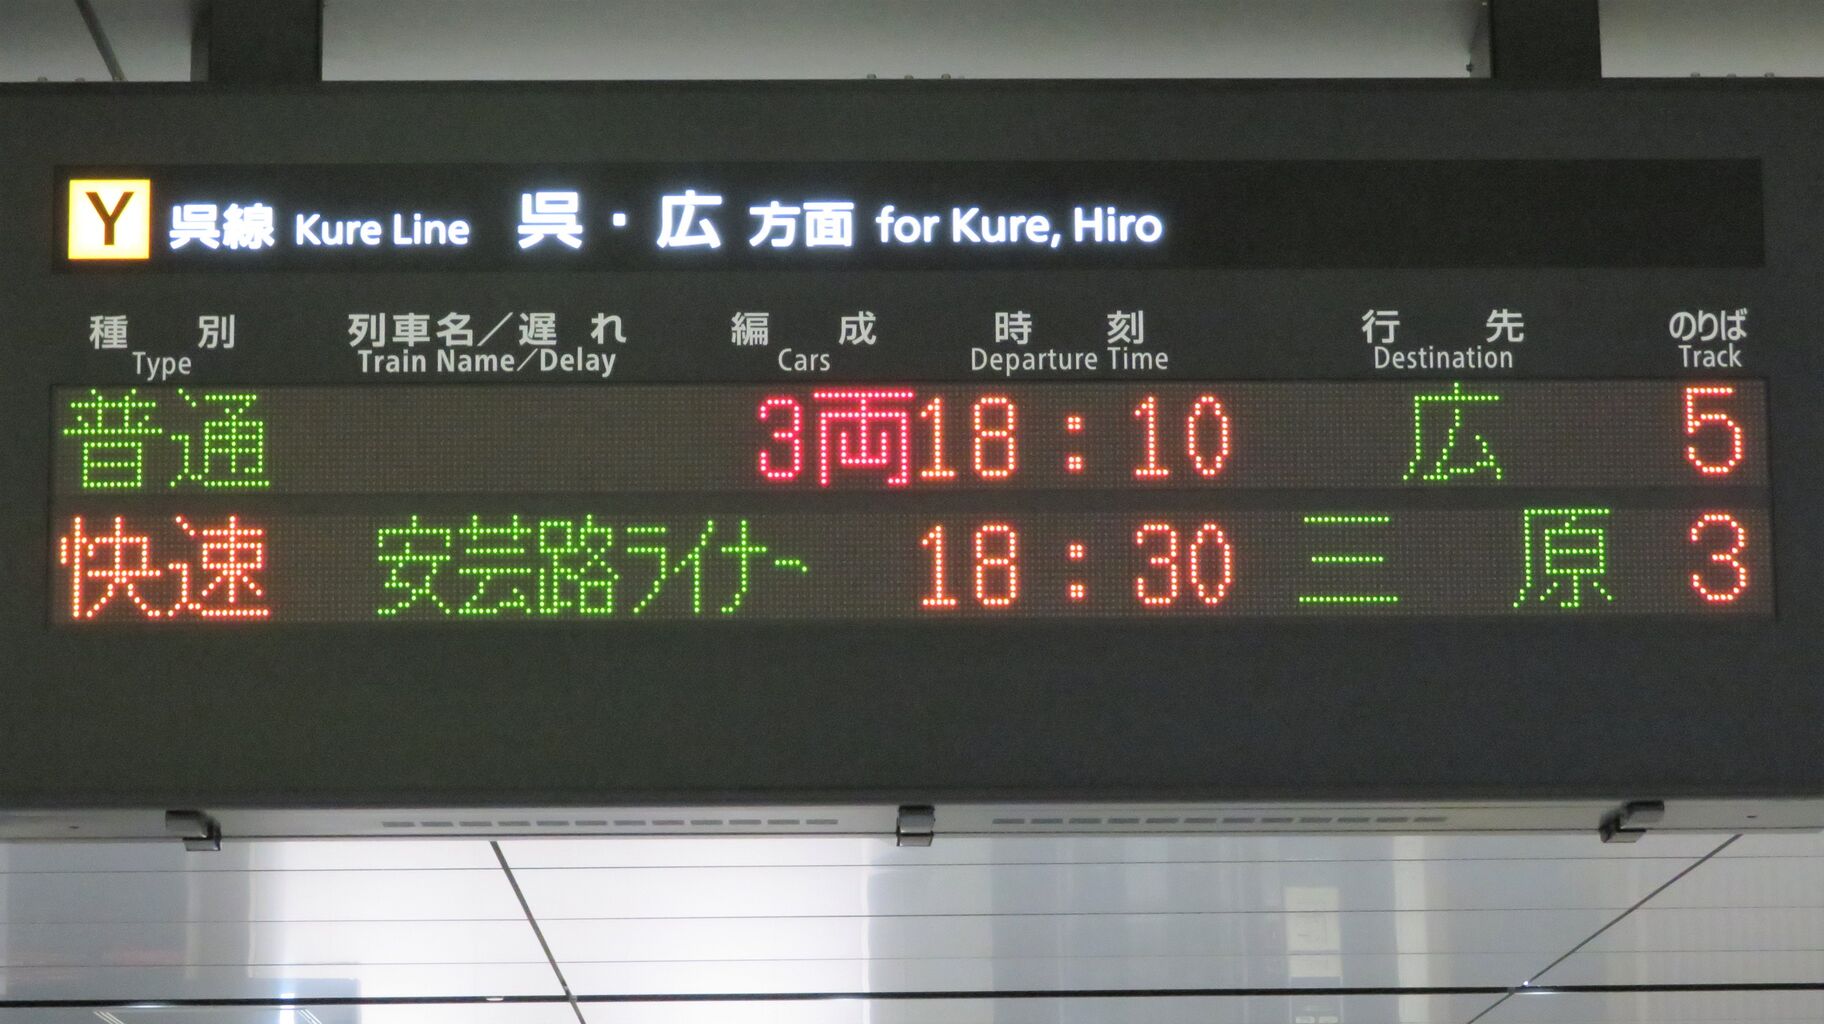 Y 呉線 Kure Line 呉・広 方面 for Kure, Hiro
種別 列車名／遅れ 編成 時刻 行先 のりば
Type Train Name／Delay Cars Departure Time Destination Track
普通 3両 18:10 広 5
快速 安芸路ライナー 18:30 三原 3